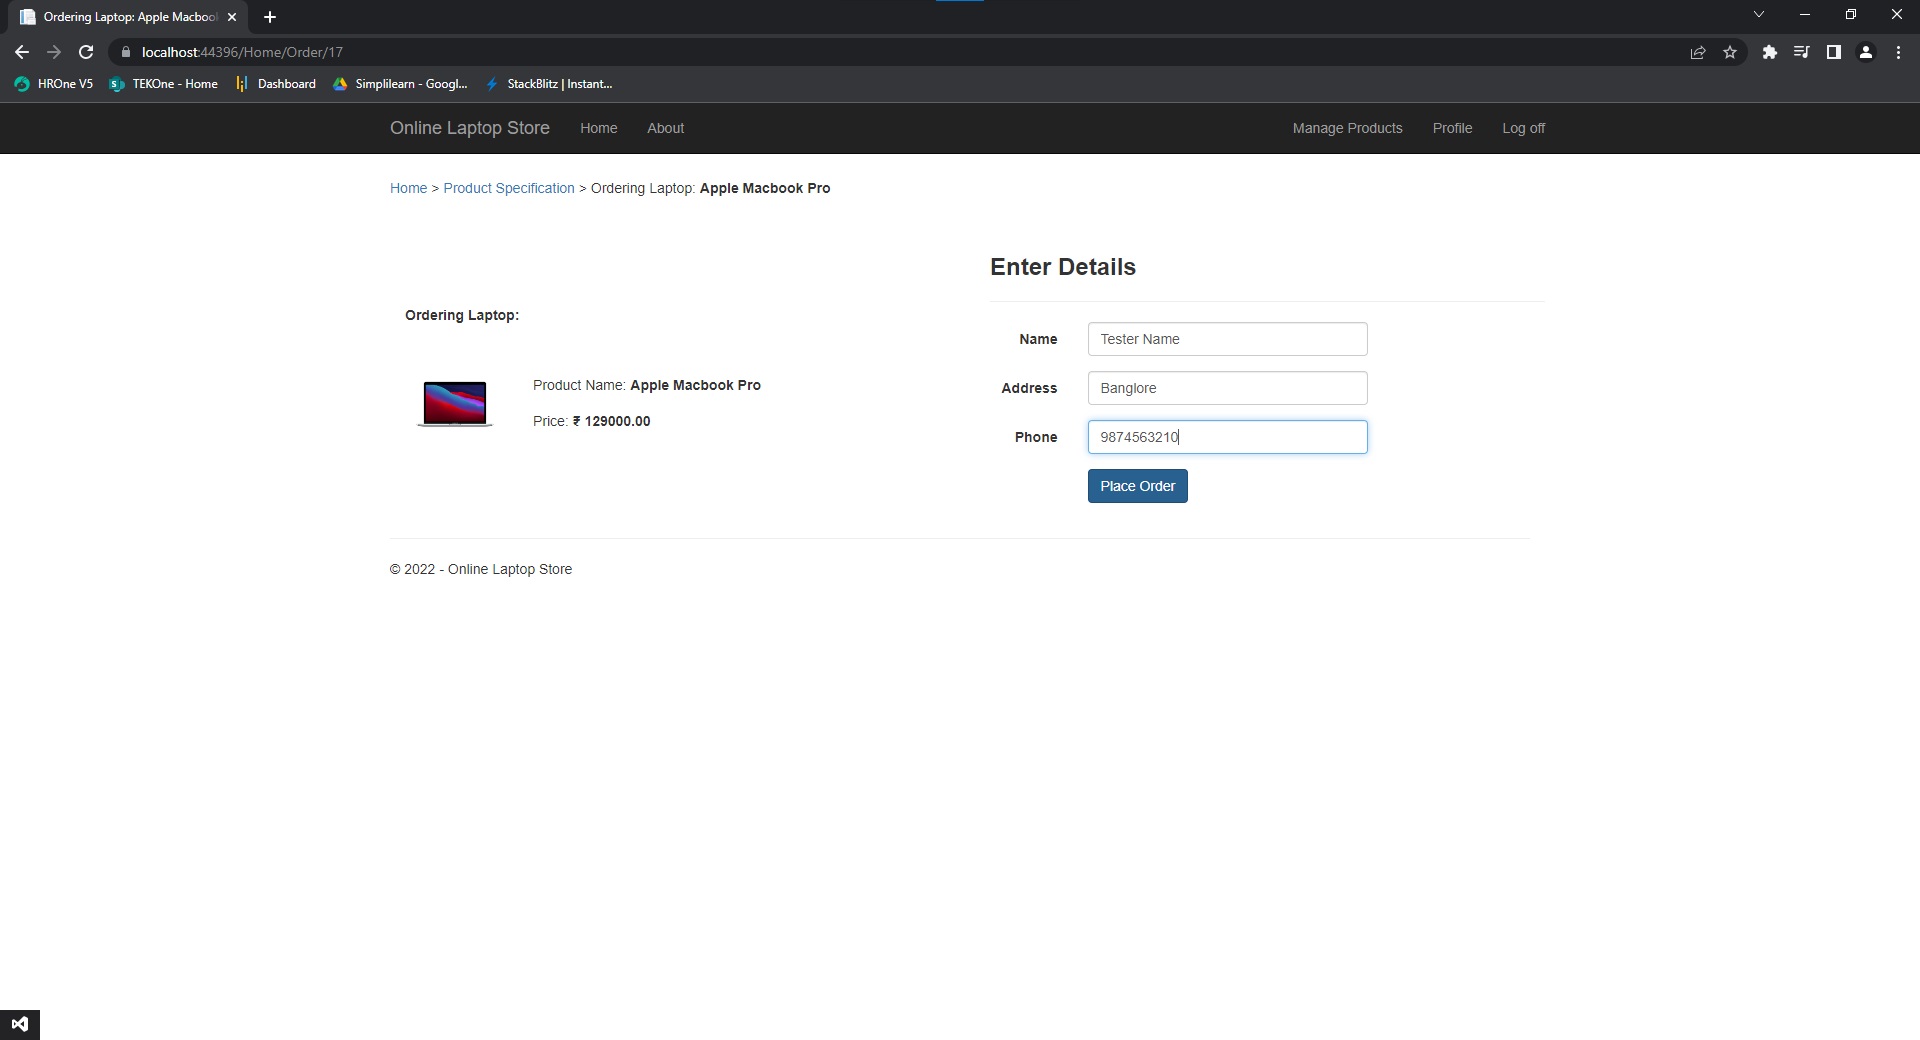 Ordering Laptop: Apple Macbook
localhost:44396/Home/Order/17
HROne V5
TEKOne - Home
Dashboard
Simplilearn - Googl...
StackBlitz | Instant...
Online Laptop Store
Home
About
Manage Products
Profile
Log off
Home > Product Specification > Ordering Laptop: Apple Macbook Pro
Ordering Laptop:
Product Name: Apple Macbook Pro
Price: ₹ 129000.00
Enter Details
Name
Tester Name
Address
Banglore
Phone
9874563210
Place Order
© 2022 - Online Laptop Store